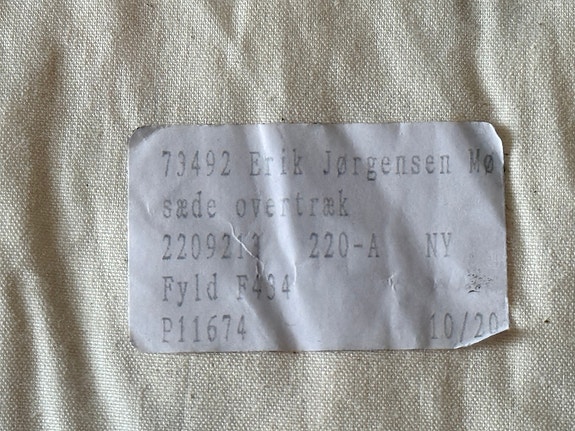 73492 Erik Jørgensen Mø
sæde overtræk
2209213 220-A NY
Fyld F434
P11674 10/20